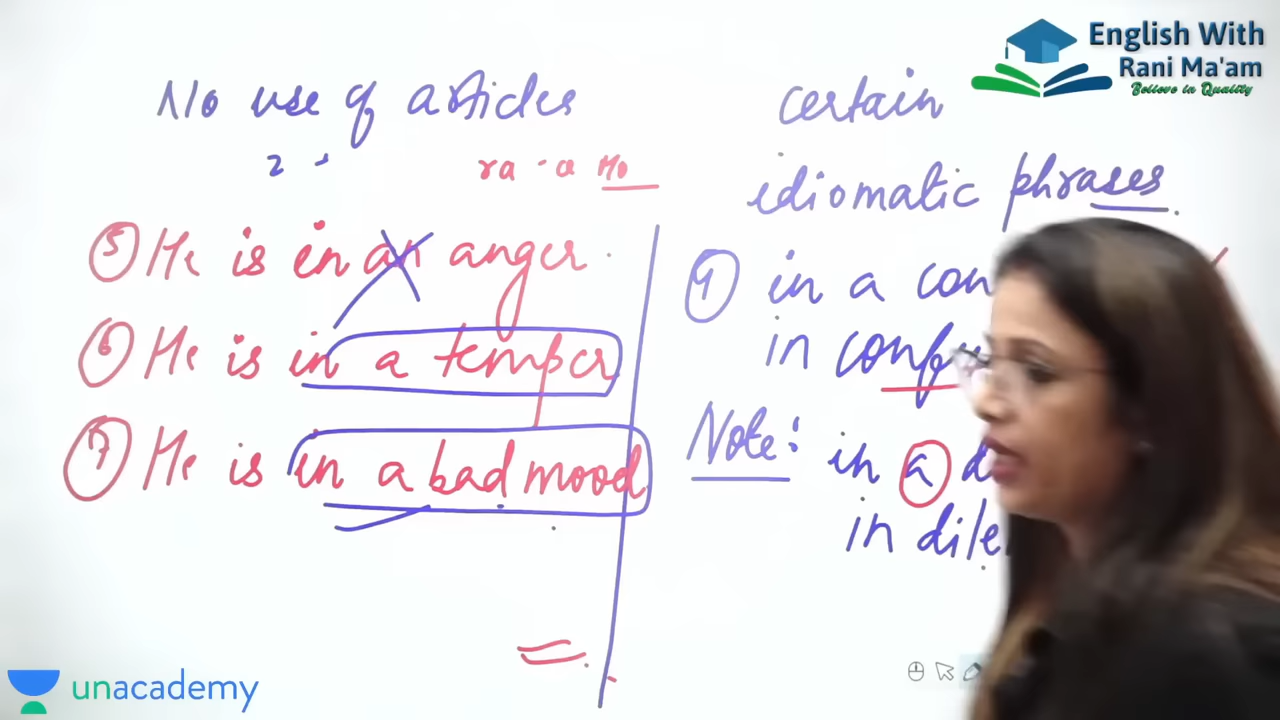 English With
Rani Ma'am
Believe in Quality
No use of articles
5 He is in an anger.
6 He is in a temper
7 He is in a bad mood
certain
idiomatic phrases.
in a con
in confu
Note: in a d
in dile
unacademy